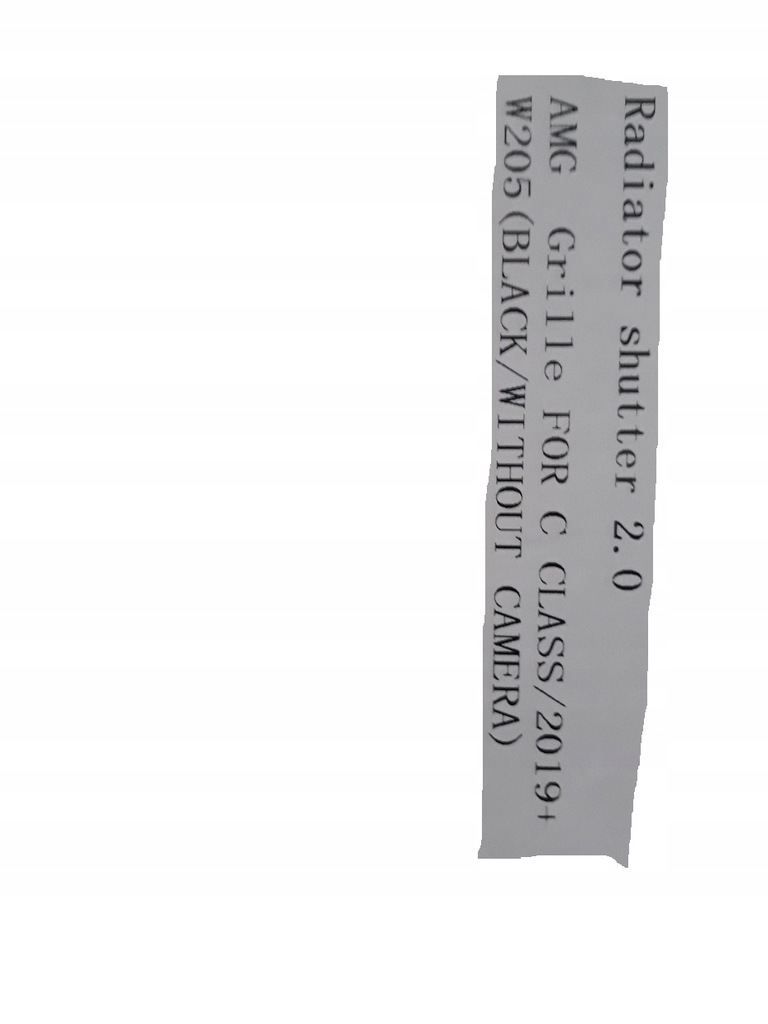 Radiator shutter 2.0
AMG Grille FOR C CLASS/2019+
W205(BLACK/WITHOUT CAMERA)